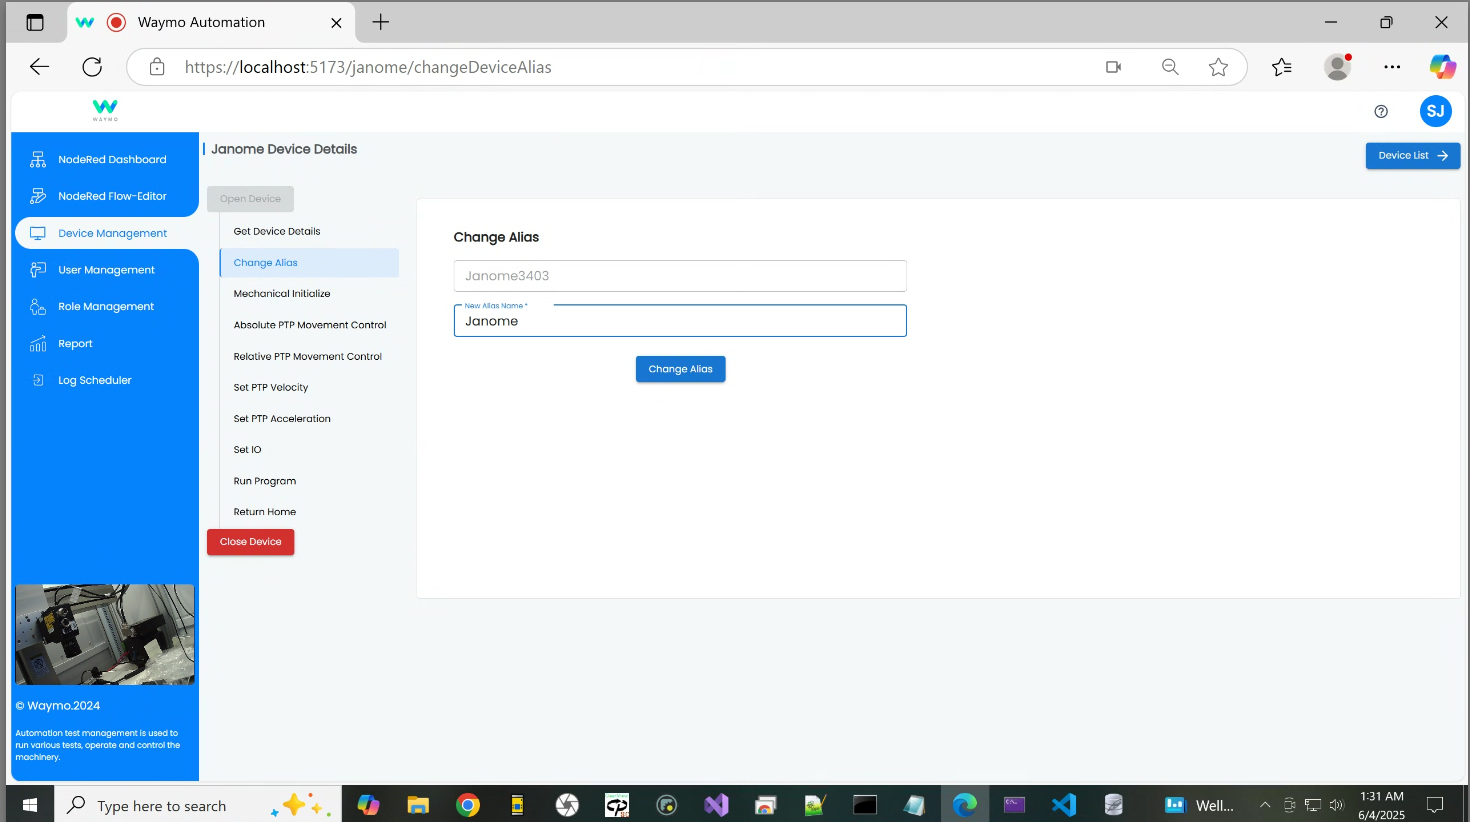 Waymo Automation
https://localhost:5173/janome/changeDeviceAlias
WAYMO
SJ
NodeRed Dashboard
NodeRed Flow-Editor
Device Management
User Management
Role Management
Report
Log Scheduler
© Waymo.2024
Automation test management is used to
run various tests, operate and control the
machinery.
Janome Device Details
Device List
Open Device
Get Device Details
Change Alias
Mechanical Initialize
Absolute PTP Movement Control
Relative PTP Movement Control
Set PTP Velocity
Set PTP Acceleration
Set IO
Run Program
Return Home
Close Device
Change Alias
Janome3403
New Alias Name *
Janome
Change Alias
Type here to search
Well...
1:31 AM
6/4/2025